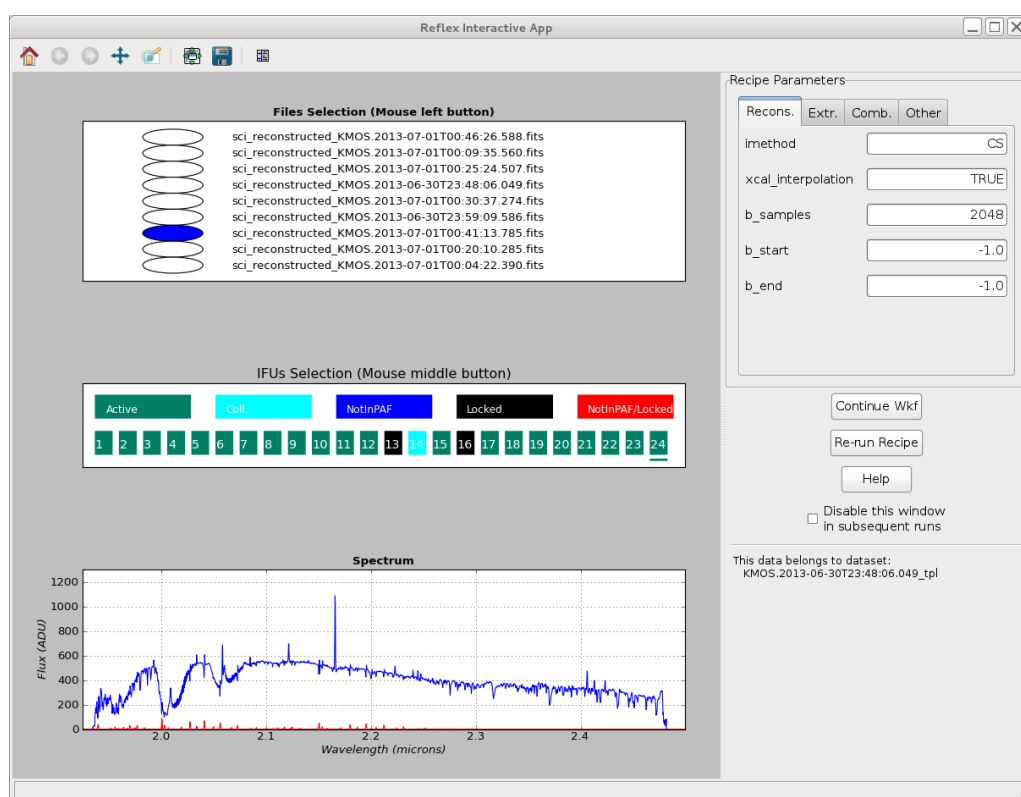 Reflex Interactive App
Files Selection (Mouse left button)
sci_reconstructed_KMOS.2013-07-01T00:46:26.588.fits
sci_reconstructed_KMOS.2013-07-01T00:09:35.560.fits
sci_reconstructed_KMOS.2013-07-01T00:25:24.507.fits
sci_reconstructed_KMOS.2013-06-30T23:48:06.049.fits
sci_reconstructed_KMOS.2013-07-01T00:30:37.274.fits
sci_reconstructed_KMOS.2013-06-30T23:59:09.586.fits
sci_reconstructed_KMOS.2013-07-01T00:41:13.785.fits
sci_reconstructed_KMOS.2013-07-01T00:20:10.285.fits
sci_reconstructed_KMOS.2013-07-01T00:04:22.390.fits
IFUs Selection (Mouse middle button)
Active Coll. NotInPAF Locked NotInPAF/Locked
1 2 3 4 5 6 7 8 9 10 11 12 13 14 15 16 17 18 19 20 21 22 23 24
Spectrum
1200
1000
800
600
400
200
0
Flux (ADU)
2.0 2.1 2.2 2.3 2.4
Wavelength (microns)
Recipe Parameters
Recons. Extr. Comb. Other
imethod CS
xcal_interpolation TRUE
b_samples 2048
b_start -1.0
b_end -1.0
Continue Wkf
Re-run Recipe
Help
Disable this window
in subsequent runs
This data belongs to dataset:
KMOS.2013-06-30T23:48:06.049_tpl